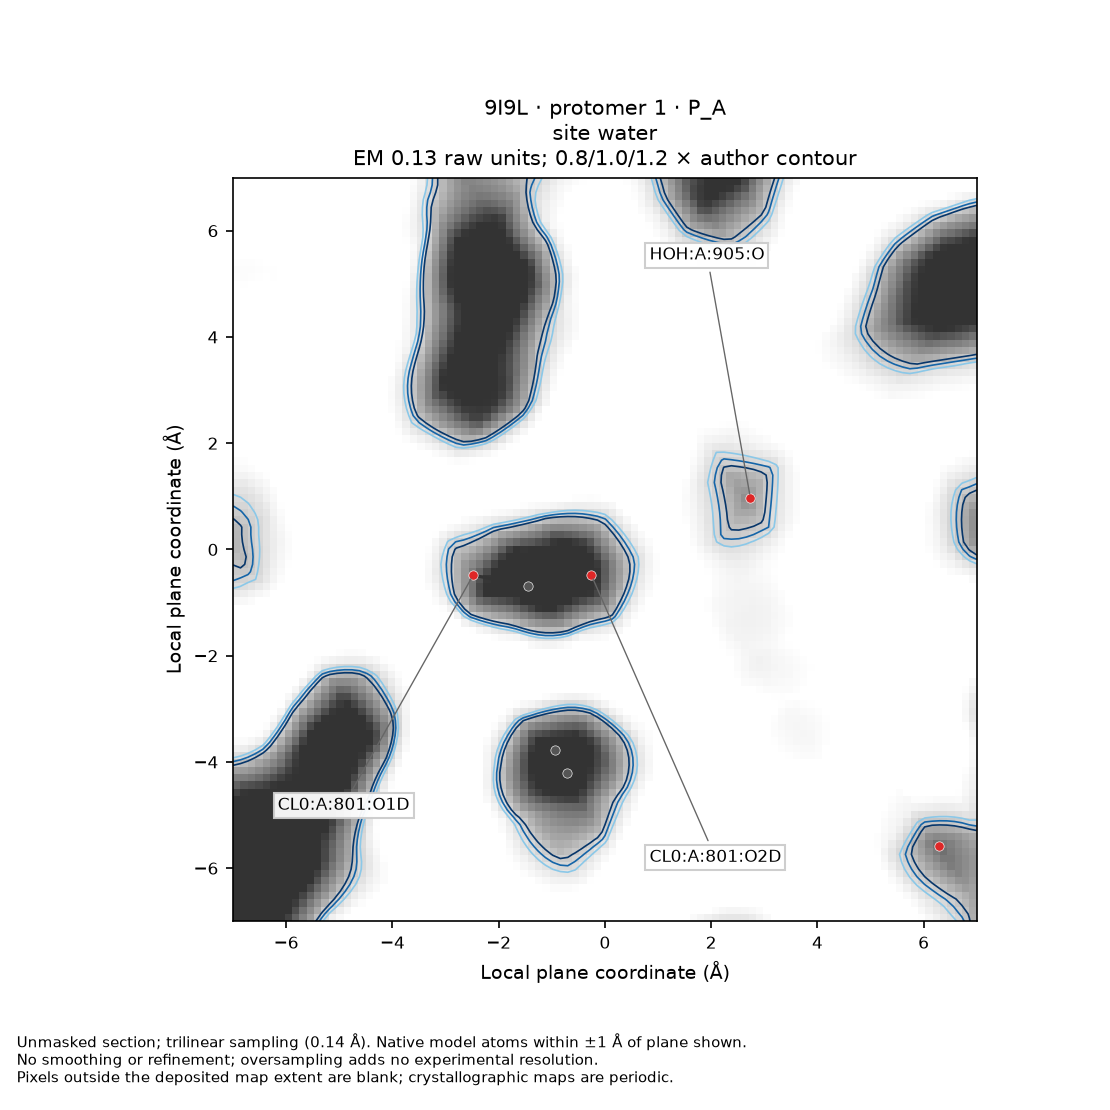 9I9L · protomer 1 · P_A
site water
EM 0.13 raw units; 0.8/1.0/1.2 × author contour
HOH:A:905:O
CL0:A:801:O1D
CL0:A:801:O2D
6
4
2
0
−2
−4
−6
Local plane coordinate (Å)
−6 −4 −2 0 2 4 6
Local plane coordinate (Å)
Unmasked section; trilinear sampling (0.14 Å). Native model atoms within ±1 Å of plane shown.
No smoothing or refinement; oversampling adds no experimental resolution.
Pixels outside the deposited map extent are blank; crystallographic maps are periodic.